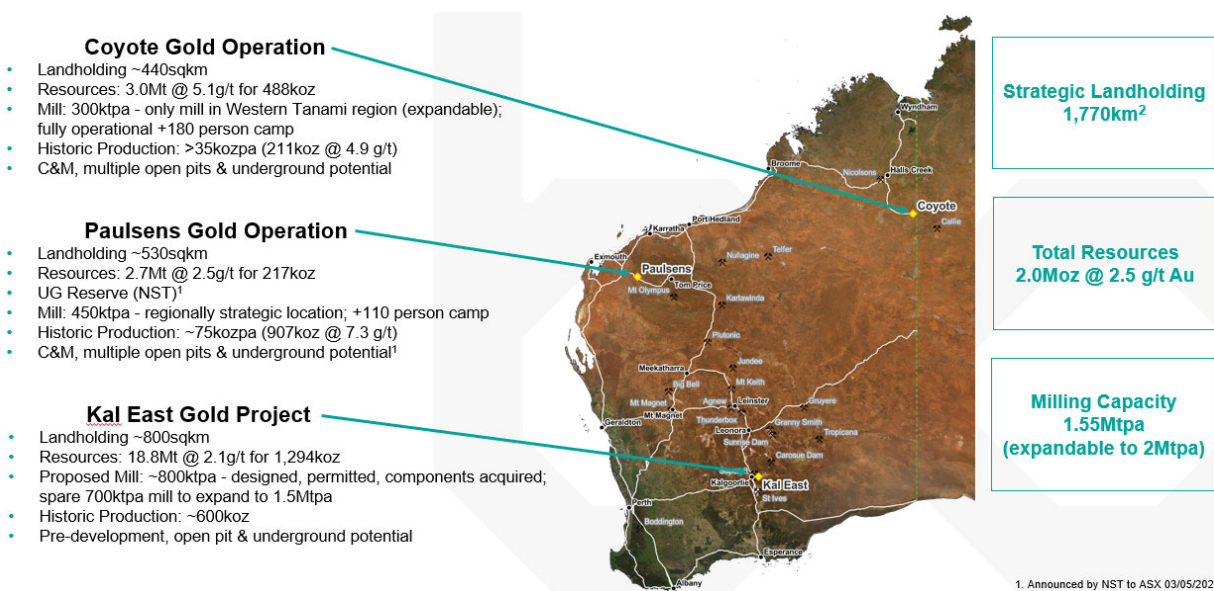 Coyote Gold Operation
• Landholding ~440sqkm
• Resources: 3.0Mt @ 5.1g/t for 488koz
• Mill: 300ktpa - only mill in Western Tanami region (expandable);
fully operational +180 person camp
• Historic Production: >35kozpa (211koz @ 4.9 g/t)
• C&M, multiple open pits & underground potential
Paulsens Gold Operation
• Landholding ~530sqkm
• Resources: 2.7Mt @ 2.5g/t for 217koz
• UG Reserve (NST)¹
• Mill: 450ktpa - regionally strategic location; +110 person camp
• Historic Production: ~75kozpa (907koz @ 7.3 g/t)
• C&M, multiple open pits & underground potential¹
Kal East Gold Project
• Landholding ~800sqkm
• Resources: 18.8Mt @ 2.1g/t for 1,294koz
• Proposed Mill: ~800ktpa - designed, permitted, components acquired;
spare 700ktpa mill to expand to 1.5Mtpa
• Historic Production: ~600koz
• Pre-development, open pit & underground potential
Wyndham
Broome
Halls Creek
Nicolsons
Coyote
Callie
Port Hedland
Karratha
Exmouth
Nullagine
Telfer
Paulsens
Tom Price
Mt Olympus
Karlawinda
Plutonic
Jundee
Meekatharra
Big Bell
Mt Keith
Mt Magnet
Agnew
Leinster
Gruyere
Mt Magnet
Thunderbox
Granny Smith
Geraldton
Leonora
Sunrise Dam
Tropicana
Carosue Dam
Kalgoorlie
Kal East
St Ives
Perth
Boddington
Esperance
Albany
Strategic Landholding
1,770km²
Total Resources
2.0Moz @ 2.5 g/t Au
Milling Capacity
1.55Mtpa
(expandable to 2Mtpa)
1. Announced by NST to ASX 03/05/202